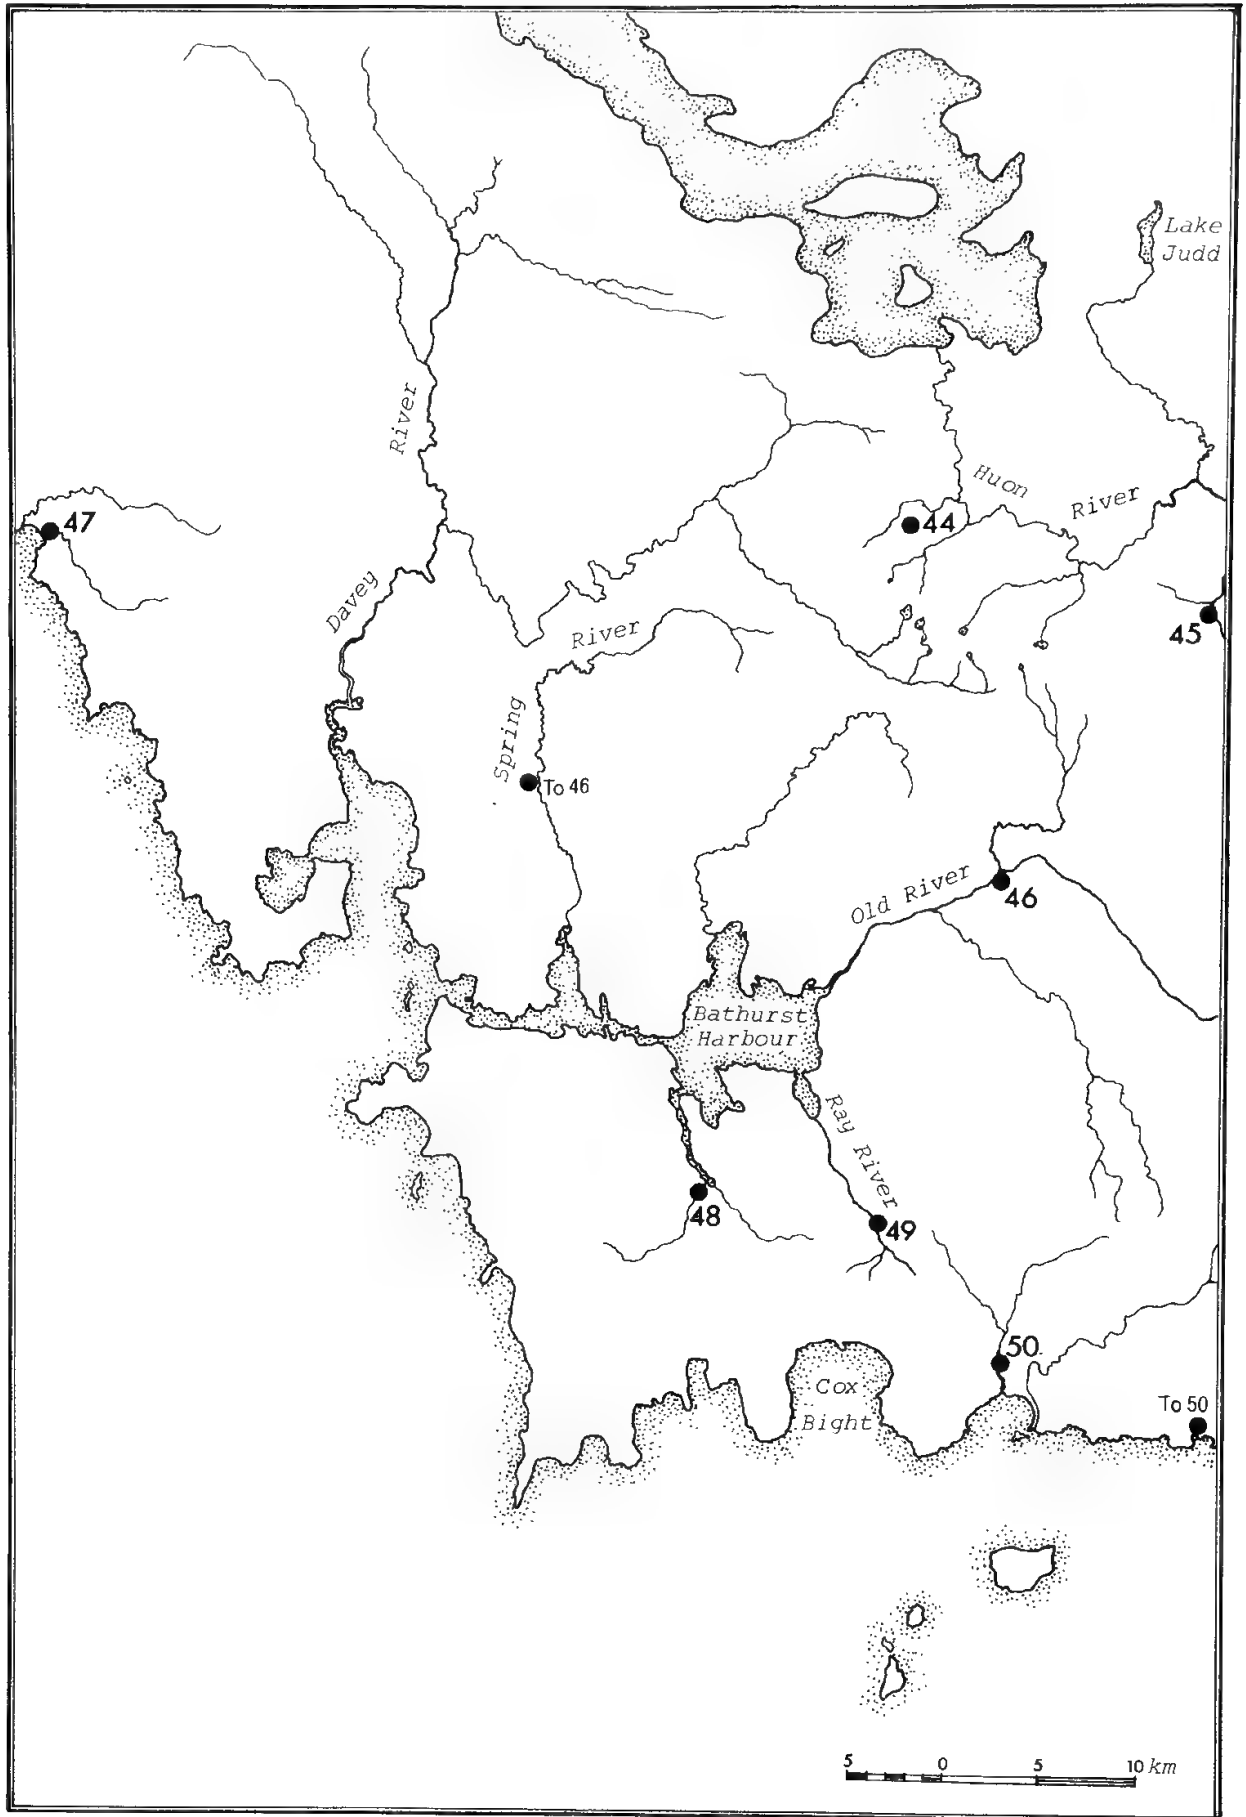 Lake
Judd
River
Huon
River
47
44
Davey
River
45
Spring
To 46
Old River
46
Bathurst
Harbour
Ray River
48
49
50
Cox
Bight
To 50
5 0 5 10 km